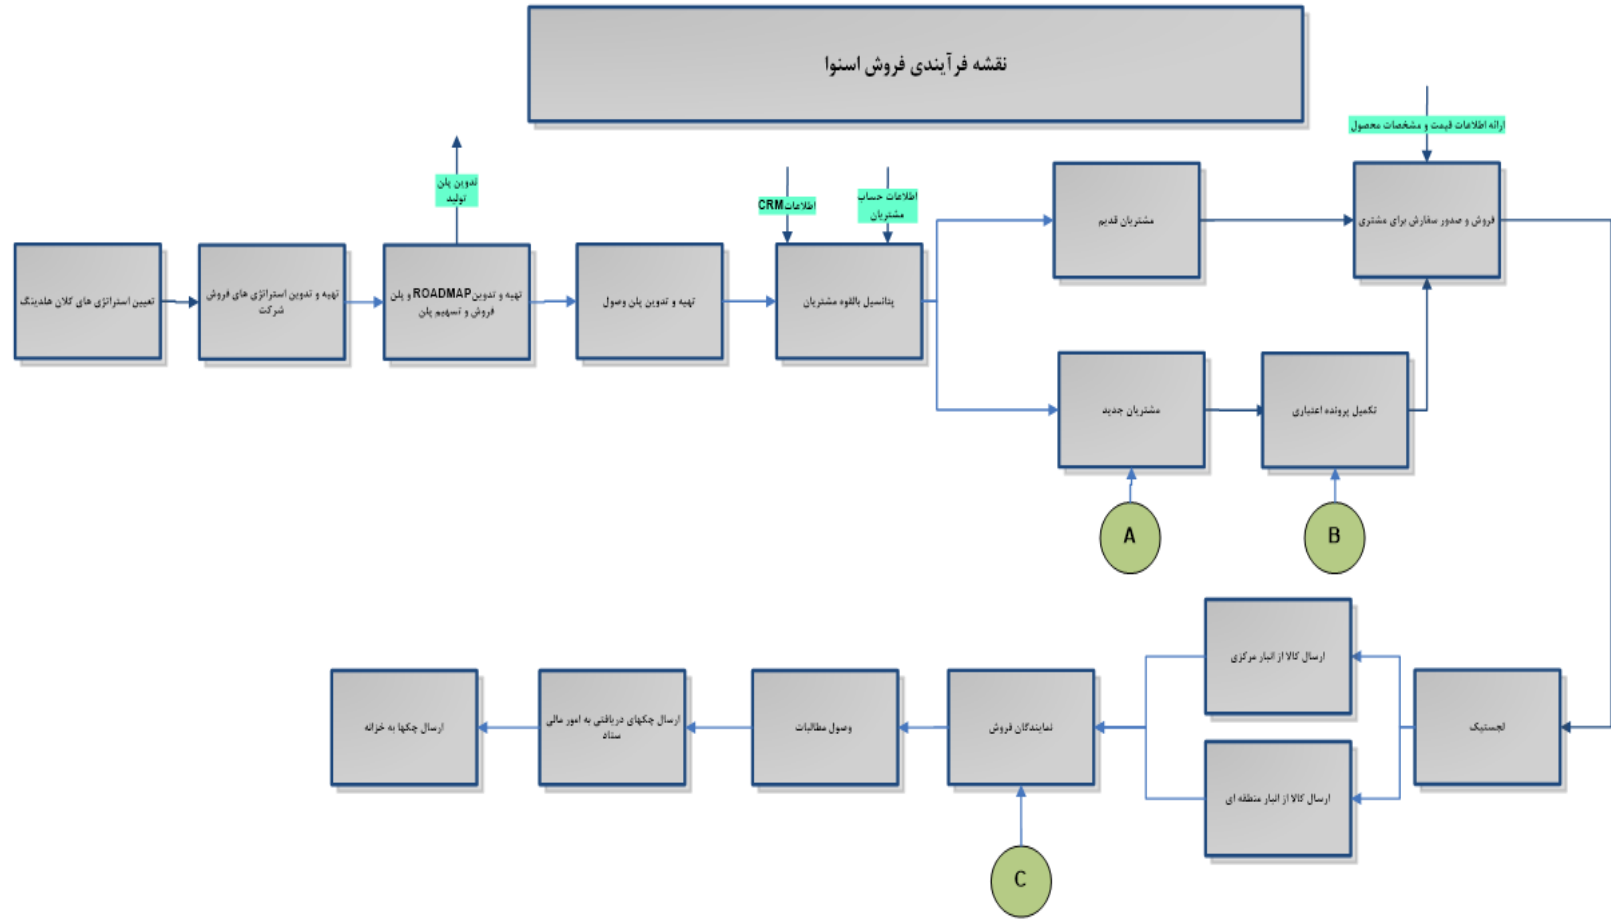 نقشه فرآیندی فروش اسنوا
ارائه اطلاعات قیمت و مشخصات محصول
تدوین پلن
تولید
اطلاعات CRM
اطلاعات حساب
مشتریان
تعیین استراتژی های کلان هلدینگ
تهیه و تدوین استراتژی های فروش
شرکت
تهیه و تدوین ROADMAP و پلن
فروش و تسهیم پلن
تهیه و تدوین پلن وصول
پتانسیل بالقوه مشتریان
مشتریان قدیم
فروش و صدور سفارش برای مشتری
مشتریان جدید
تکمیل پرونده اعتباری
A
B
لجستیک
ارسال کالا از انبار مرکزی
ارسال کالا از انبار منطقه ای
نمایندگان فروش
وصول مطالبات
ارسال چکهای دریافتی به امور مالی
ستاد
ارسال چکها به خزانه
C